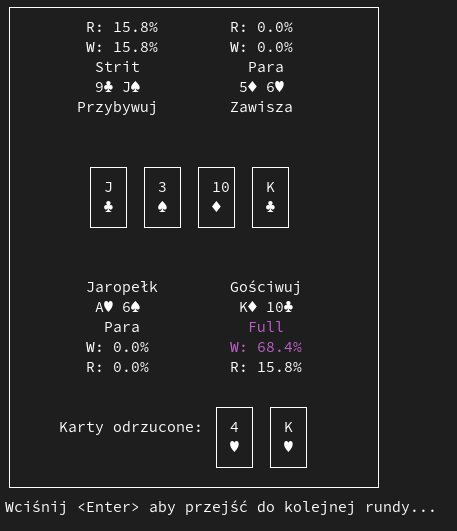 R: 15.8% R: 0.0%
W: 15.8% W: 0.0%
Strit Para
9♣ J♠ 5♦ 6♥
Przybywuj Zawisza
J 3 10 K
♣ ♠ ♦ ♣
Jaropełk Gościwuj
A♥ 6♠ K♦ 10♣
Para Full
W: 0.0% W: 68.4%
R: 0.0% R: 15.8%
Karty odrzucone: 4 K
♥ ♥
Wciśnij <Enter> aby przejść do kolejnej rundy...